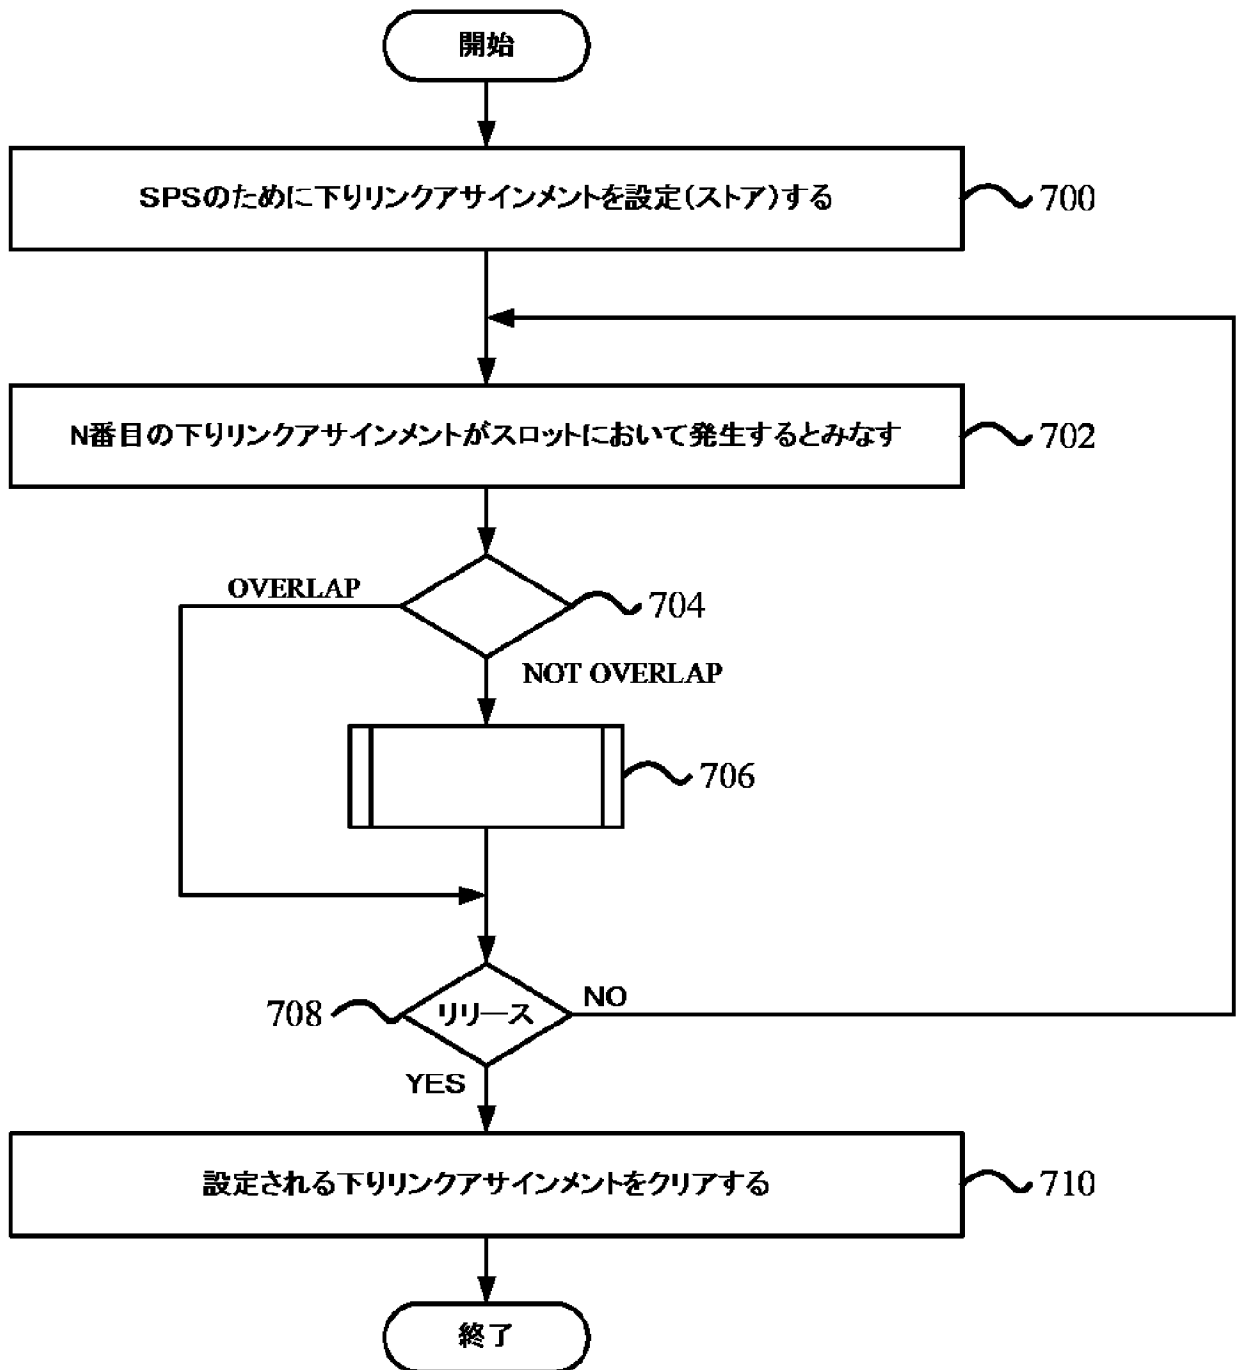 開始
SPSのために下りリンクアサインメントを設定(ストア)する
700
N番目の下りリンクアサインメントがスロットにおいて発生するとみなす
702
OVERLAP
704
NOT OVERLAP
706
708
リリース
NO
YES
設定される下りリンクアサインメントをクリアする
710
終了